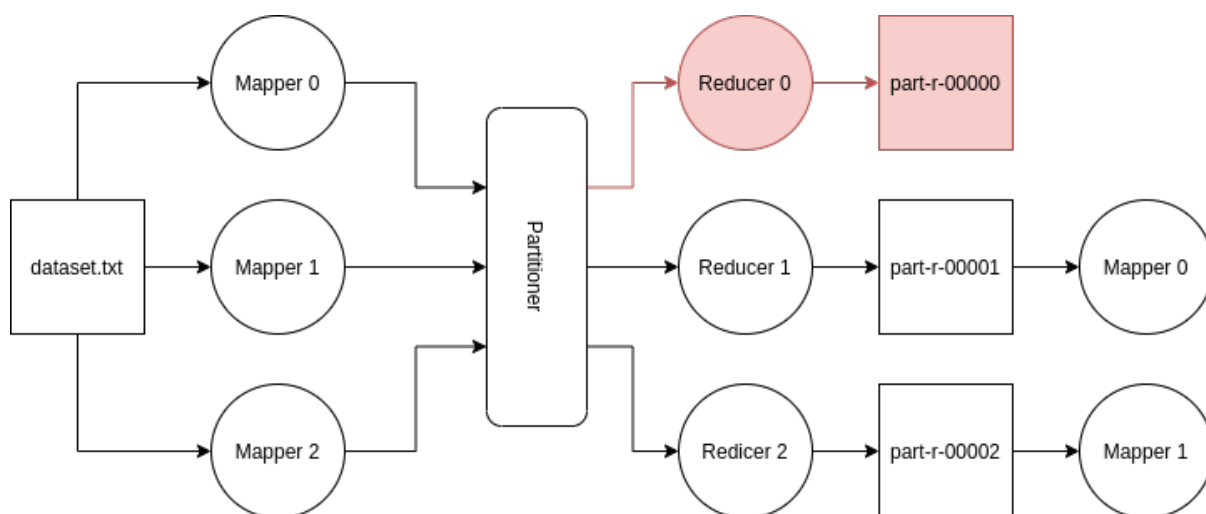 Mapper 0
Reducer 0
part-r-00000
dataset.txt
Mapper 1
Partitioner
Reducer 1
part-r-00001
Mapper 0
Mapper 2
Redicer 2
part-r-00002
Mapper 1